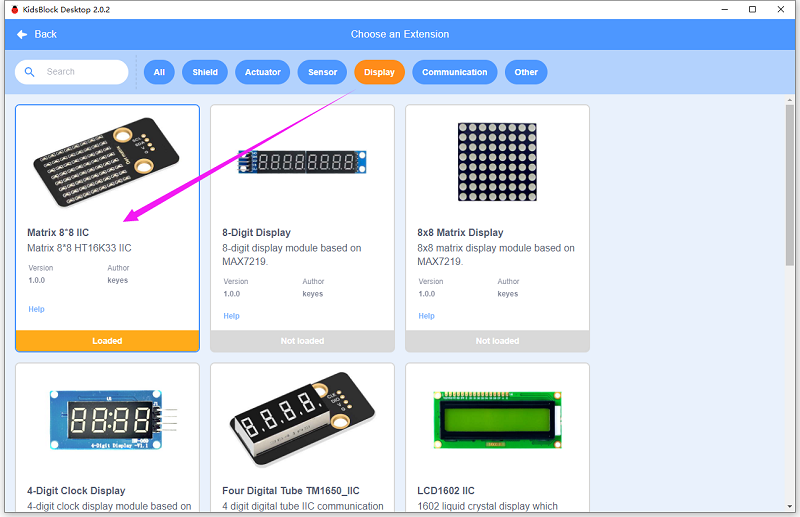 KidsBlock Desktop 2.0.2
Back
Choose an Extension
Search
All
Shield
Actuator
Sensor
Display
Communication
Other
Matrix 8*8 IIC
Matrix 8*8 HT16K33 IIC
Version
Author
1.0.0
keyes
Help
Loaded
8-Digit Display
8-digit display module based on
MAX7219.
Version
Author
1.0.0
keyes
Help
Not loaded
8x8 Matrix Display
8x8 matrix display module based on
MAX7219.
Version
Author
1.0.0
keyes
Help
Not loaded
4-Digit Display
4-Digit Clock Display
4-digit clock display module based on
Four Digital Tube TM1650_IIC
4 digit digital tube IIC communication
LCD1602 IIC
1602 liquid crystal display which